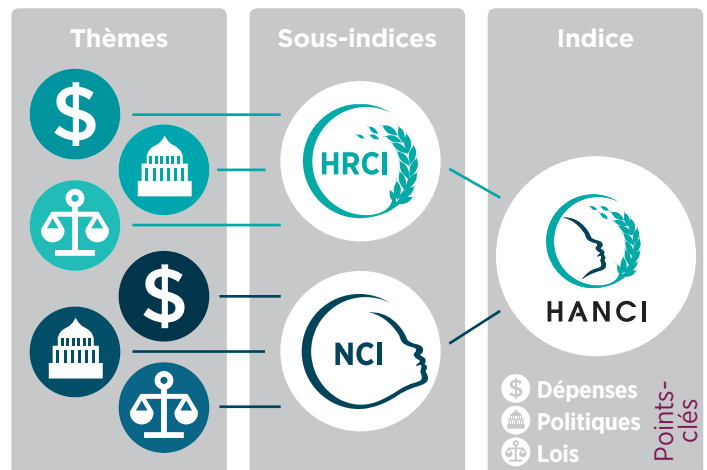 Thèmes
Sous-indices
Indice
$
HRCI
$
NCI
HANCI
$ Dépenses
Politiques
Lois
Points-
clés